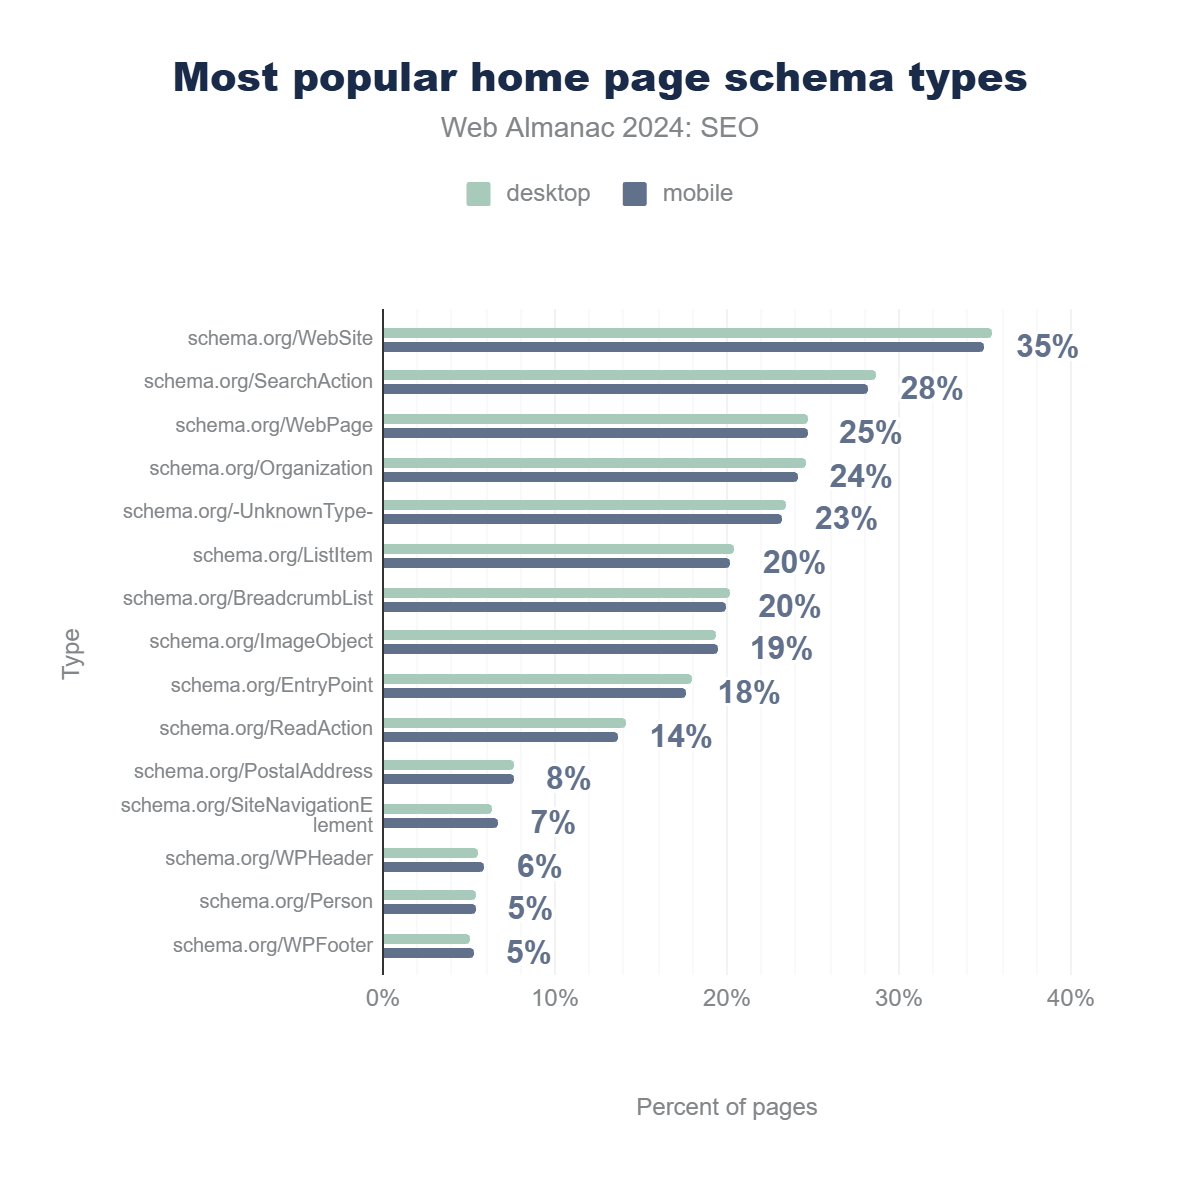 Most popular home page schema types
Web Almanac 2024: SEO
desktop
mobile
Type
schema.org/WebSite
35%
schema.org/SearchAction
28%
schema.org/WebPage
25%
schema.org/Organization
24%
schema.org/-UnknownType-
23%
schema.org/ListItem
20%
schema.org/BreadcrumbList
20%
schema.org/ImageObject
19%
schema.org/EntryPoint
18%
schema.org/ReadAction
14%
schema.org/PostalAddress
8%
schema.org/SiteNavigationE
lement
7%
schema.org/WPHeader
6%
schema.org/Person
5%
schema.org/WPFooter
5%
0%
10%
20%
30%
40%
Percent of pages